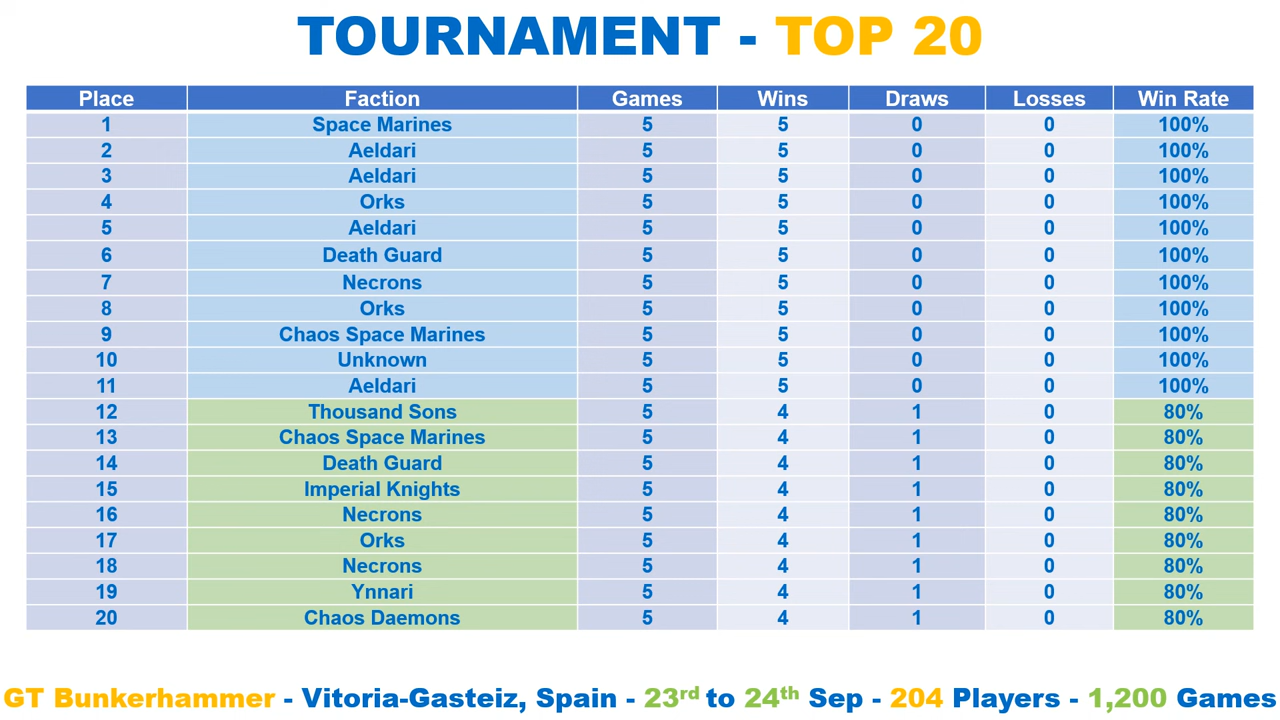 TOURNAMENT - TOP 20
Place Faction Games Wins Draws Losses Win Rate
1 Space Marines 5 5 0 0 100%
2 Aeldari 5 5 0 0 100%
3 Aeldari 5 5 0 0 100%
4 Orks 5 5 0 0 100%
5 Aeldari 5 5 0 0 100%
6 Death Guard 5 5 0 0 100%
7 Necrons 5 5 0 0 100%
8 Orks 5 5 0 0 100%
9 Chaos Space Marines 5 5 0 0 100%
10 Unknown 5 5 0 0 100%
11 Aeldari 5 5 0 0 100%
12 Thousand Sons 5 4 1 0 80%
13 Chaos Space Marines 5 4 1 0 80%
14 Death Guard 5 4 1 0 80%
15 Imperial Knights 5 4 1 0 80%
16 Necrons 5 4 1 0 80%
17 Orks 5 4 1 0 80%
18 Necrons 5 4 1 0 80%
19 Ynnari 5 4 1 0 80%
20 Chaos Daemons 5 4 1 0 80%
GT Bunkerhammer - Vitoria-Gasteiz, Spain - 23rd to 24th Sep - 204 Players - 1,200 Games